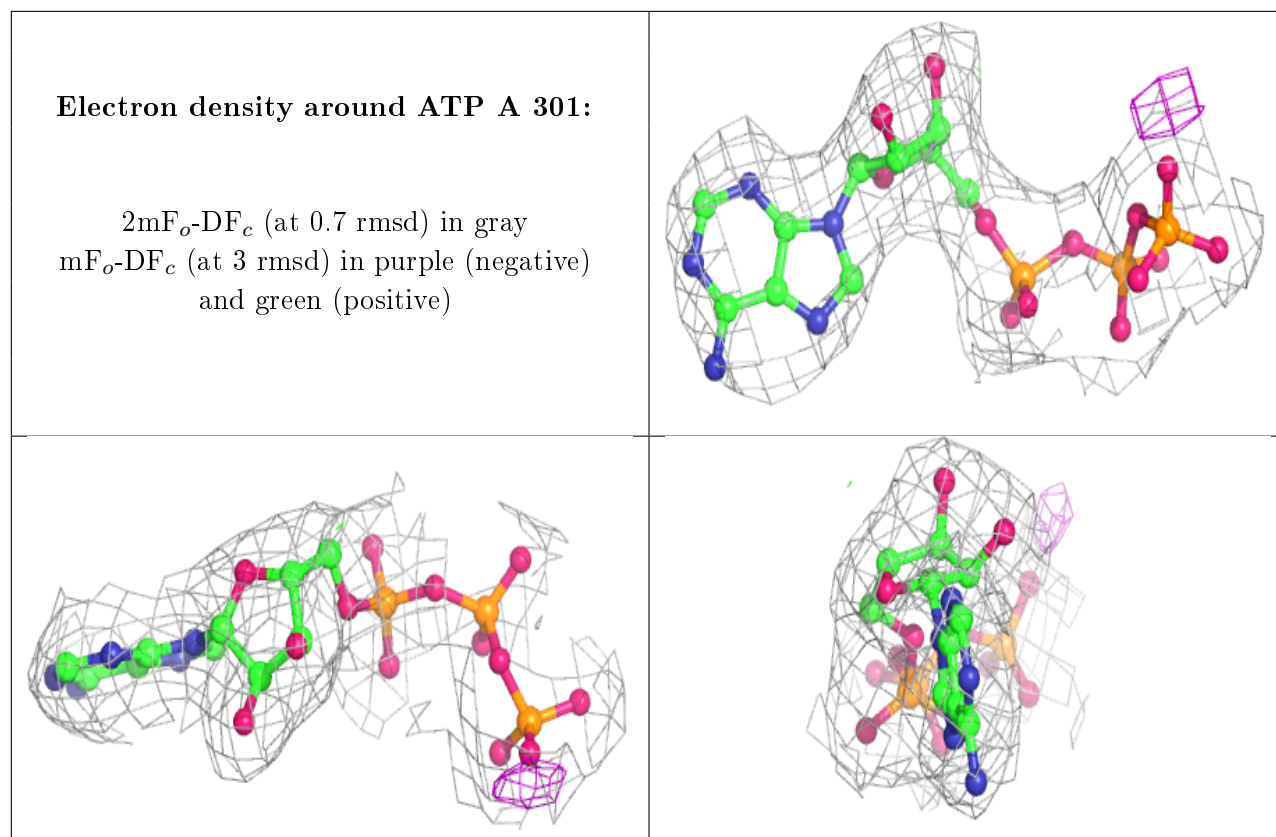 Electron density around ATP A 301:
2mFₒ-DF𝒸 (at 0.7 rmsd) in gray
mFₒ-DF𝒸 (at 3 rmsd) in purple (negative)
and green (positive)